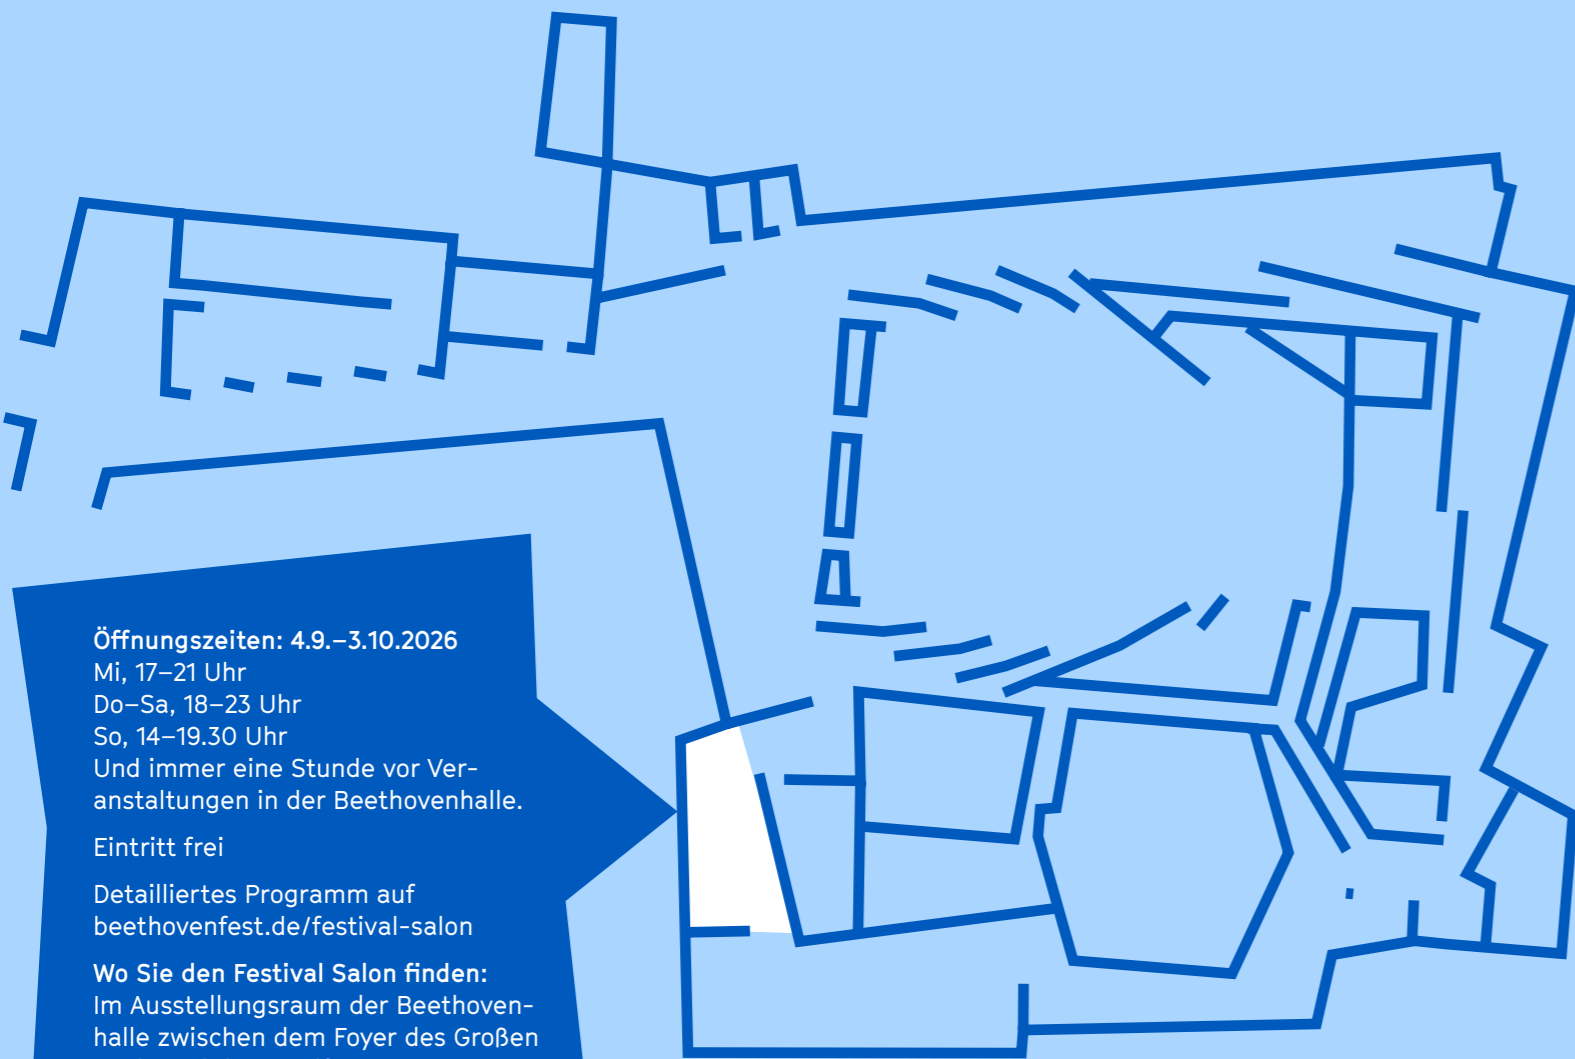 Öffnungszeiten: 4.9.–3.10.2026
Mi, 17–21 Uhr
Do–Sa, 18–23 Uhr
So, 14–19.30 Uhr
Und immer eine Stunde vor Ver-
anstaltungen in der Beethovenhalle.
Eintritt frei
Detailliertes Programm auf
beethovenfest.de/festival-salon
Wo Sie den Festival Salon finden:
Im Ausstellungsraum der Beethoven-
halle zwischen dem Foyer des Großen